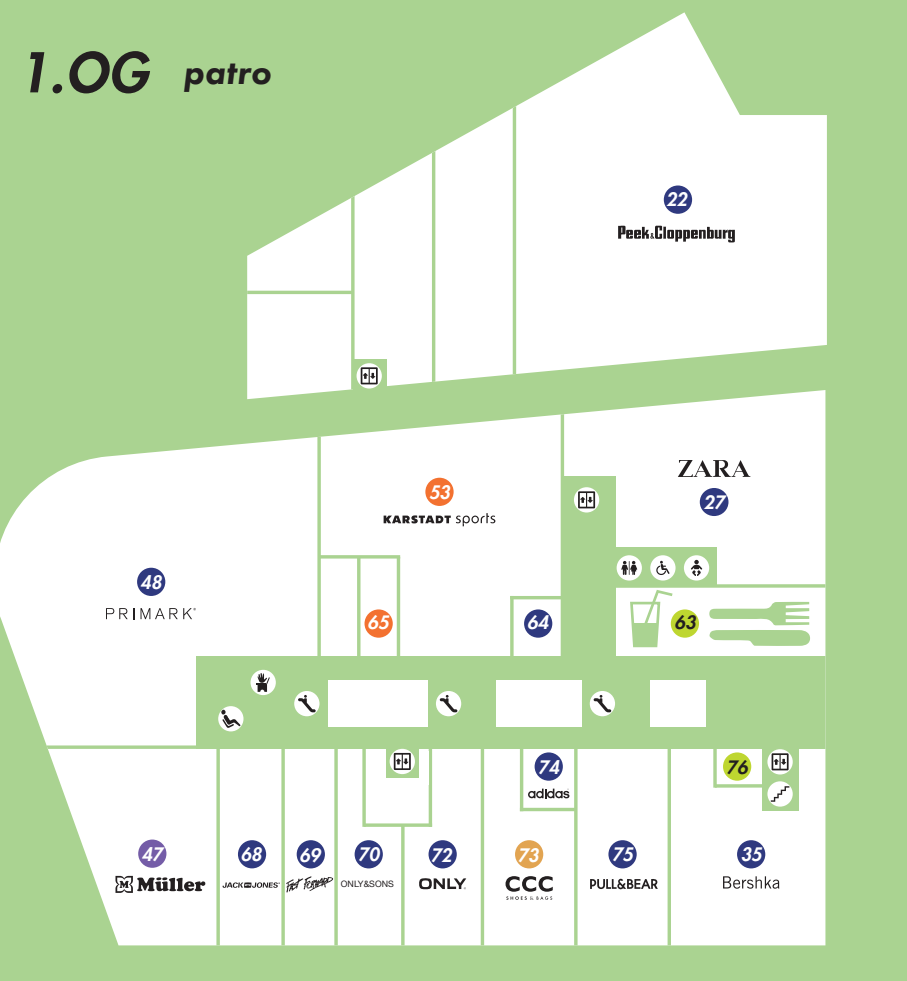 1.OG patro
22
Peek&Cloppenburg
ZARA
27
53
KARSTADT sports
48
PRIMARK
65
64
63
74
adidas
76
47
M Müller
68
JACK JONES
69
FAST FORWARD
70
ONLY&SONS
72
ONLY
73
CCC
SHOES & BAGS
75
PULL&BEAR
35
Bershka